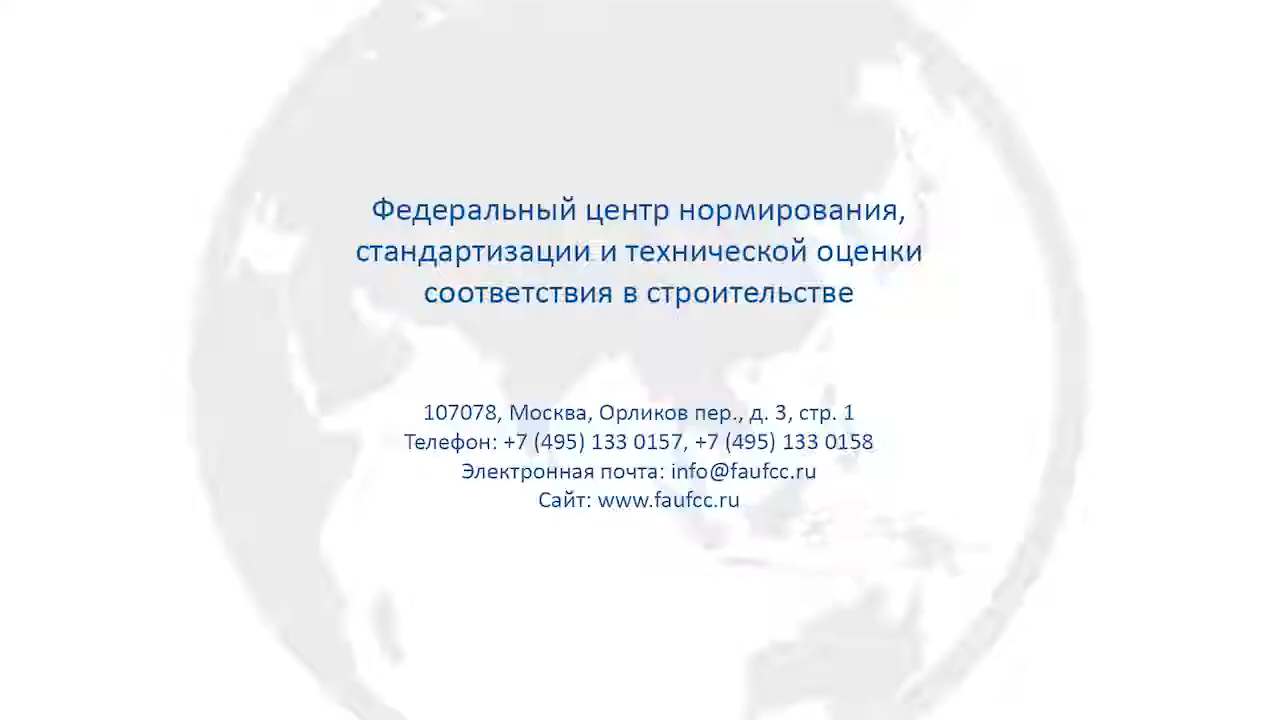 Федеральный центр нормирования,
стандартизации и технической оценки
соответствия в строительстве
107078, Москва, Орликов пер., д. 3, стр. 1
Телефон: +7 (495) 133 0157, +7 (495) 133 0158
Электронная почта: info@faufcc.ru
Сайт: www.faufcc.ru